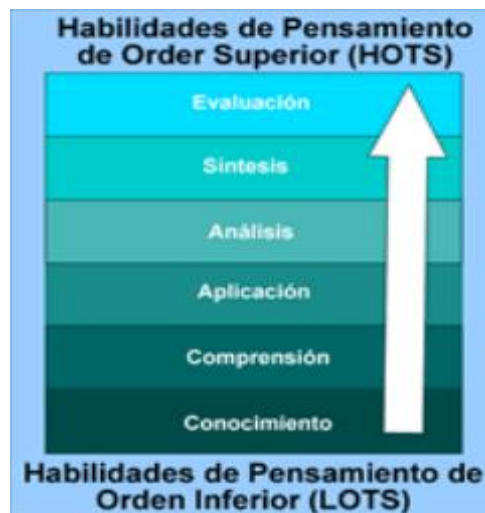 Habilidades de Pensamiento
de Order Superior (HOTS)
Evaluación
Síntesis
Análisis
Aplicación
Comprensión
Conocimiento
Habilidades de Pensamiento de
Orden Inferior (LOTS)